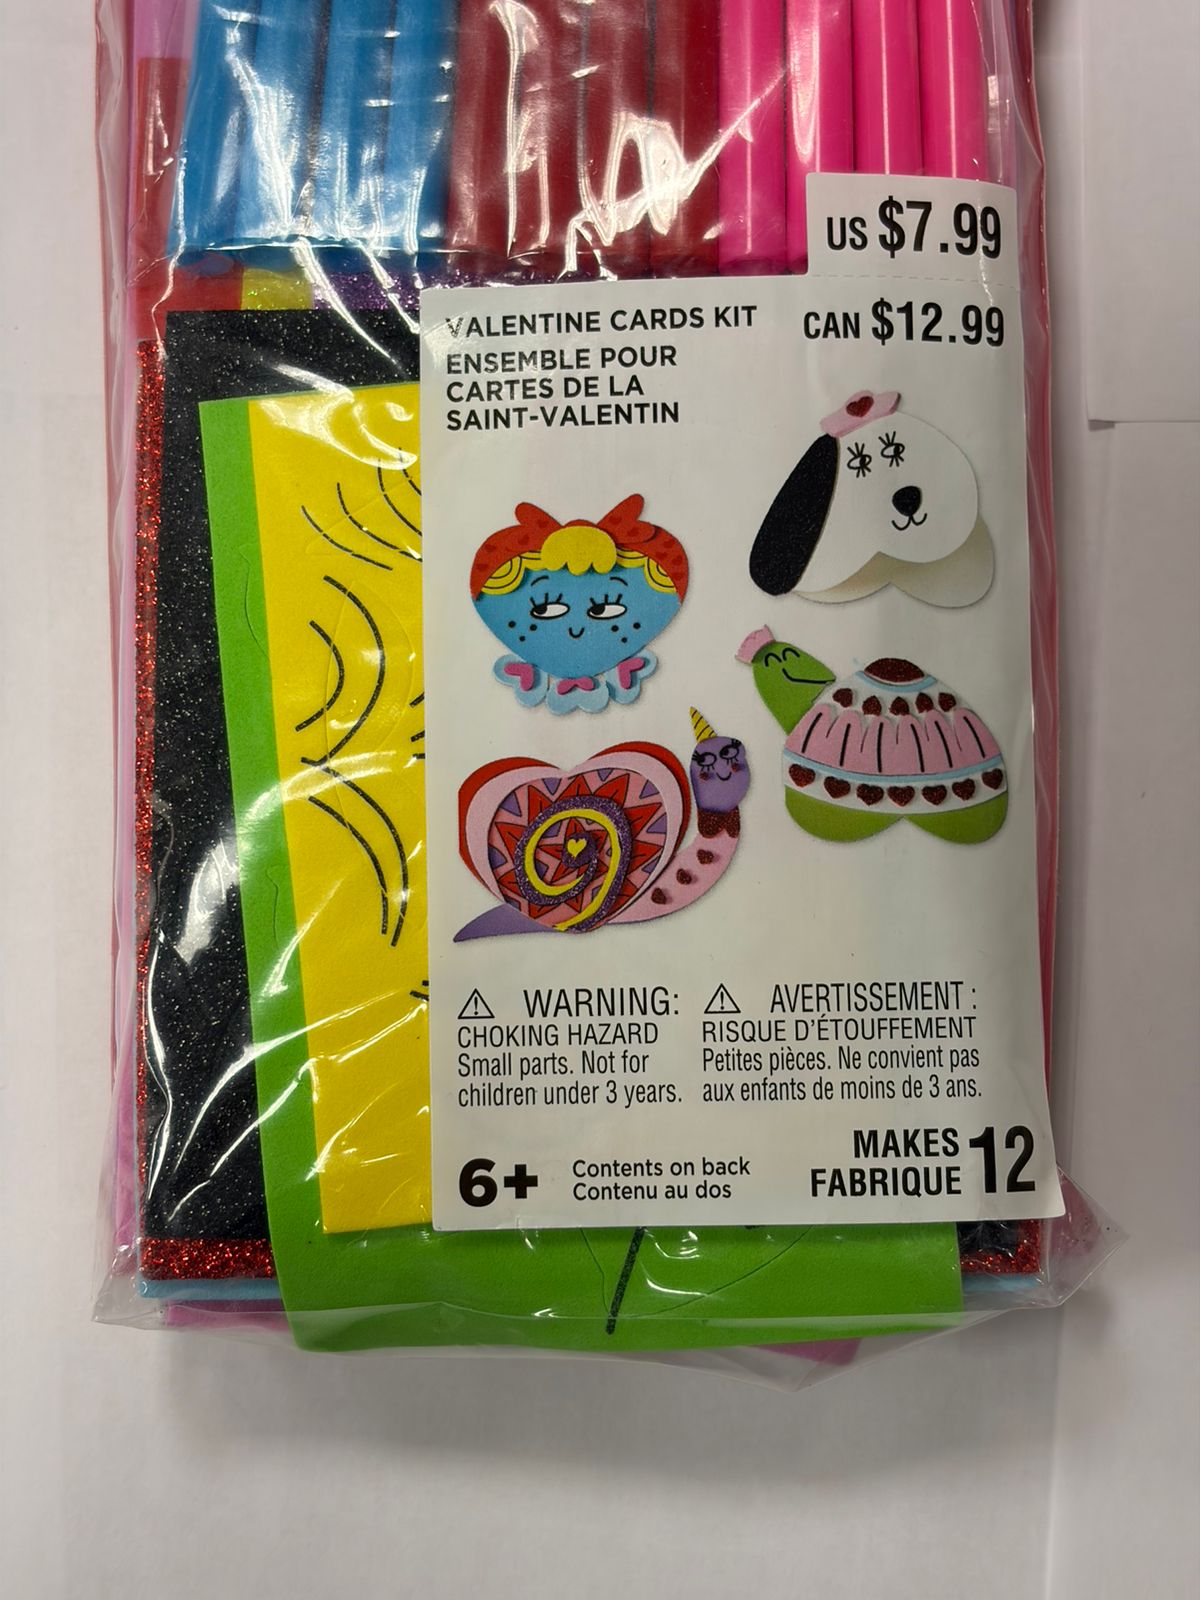 US $7.99
CAN $12.99
VALENTINE CARDS KIT
ENSEMBLE POUR
CARTES DE LA
SAINT-VALENTIN
⚠ WARNING:
CHOKING HAZARD
Small parts. Not for
children under 3 years.
⚠ AVERTISSEMENT :
RISQUE D'ÉTOUFFEMENT
Petites pièces. Ne convient pas
aux enfants de moins de 3 ans.
6+
Contents on back
Contenu au dos
MAKES
FABRIQUE 12